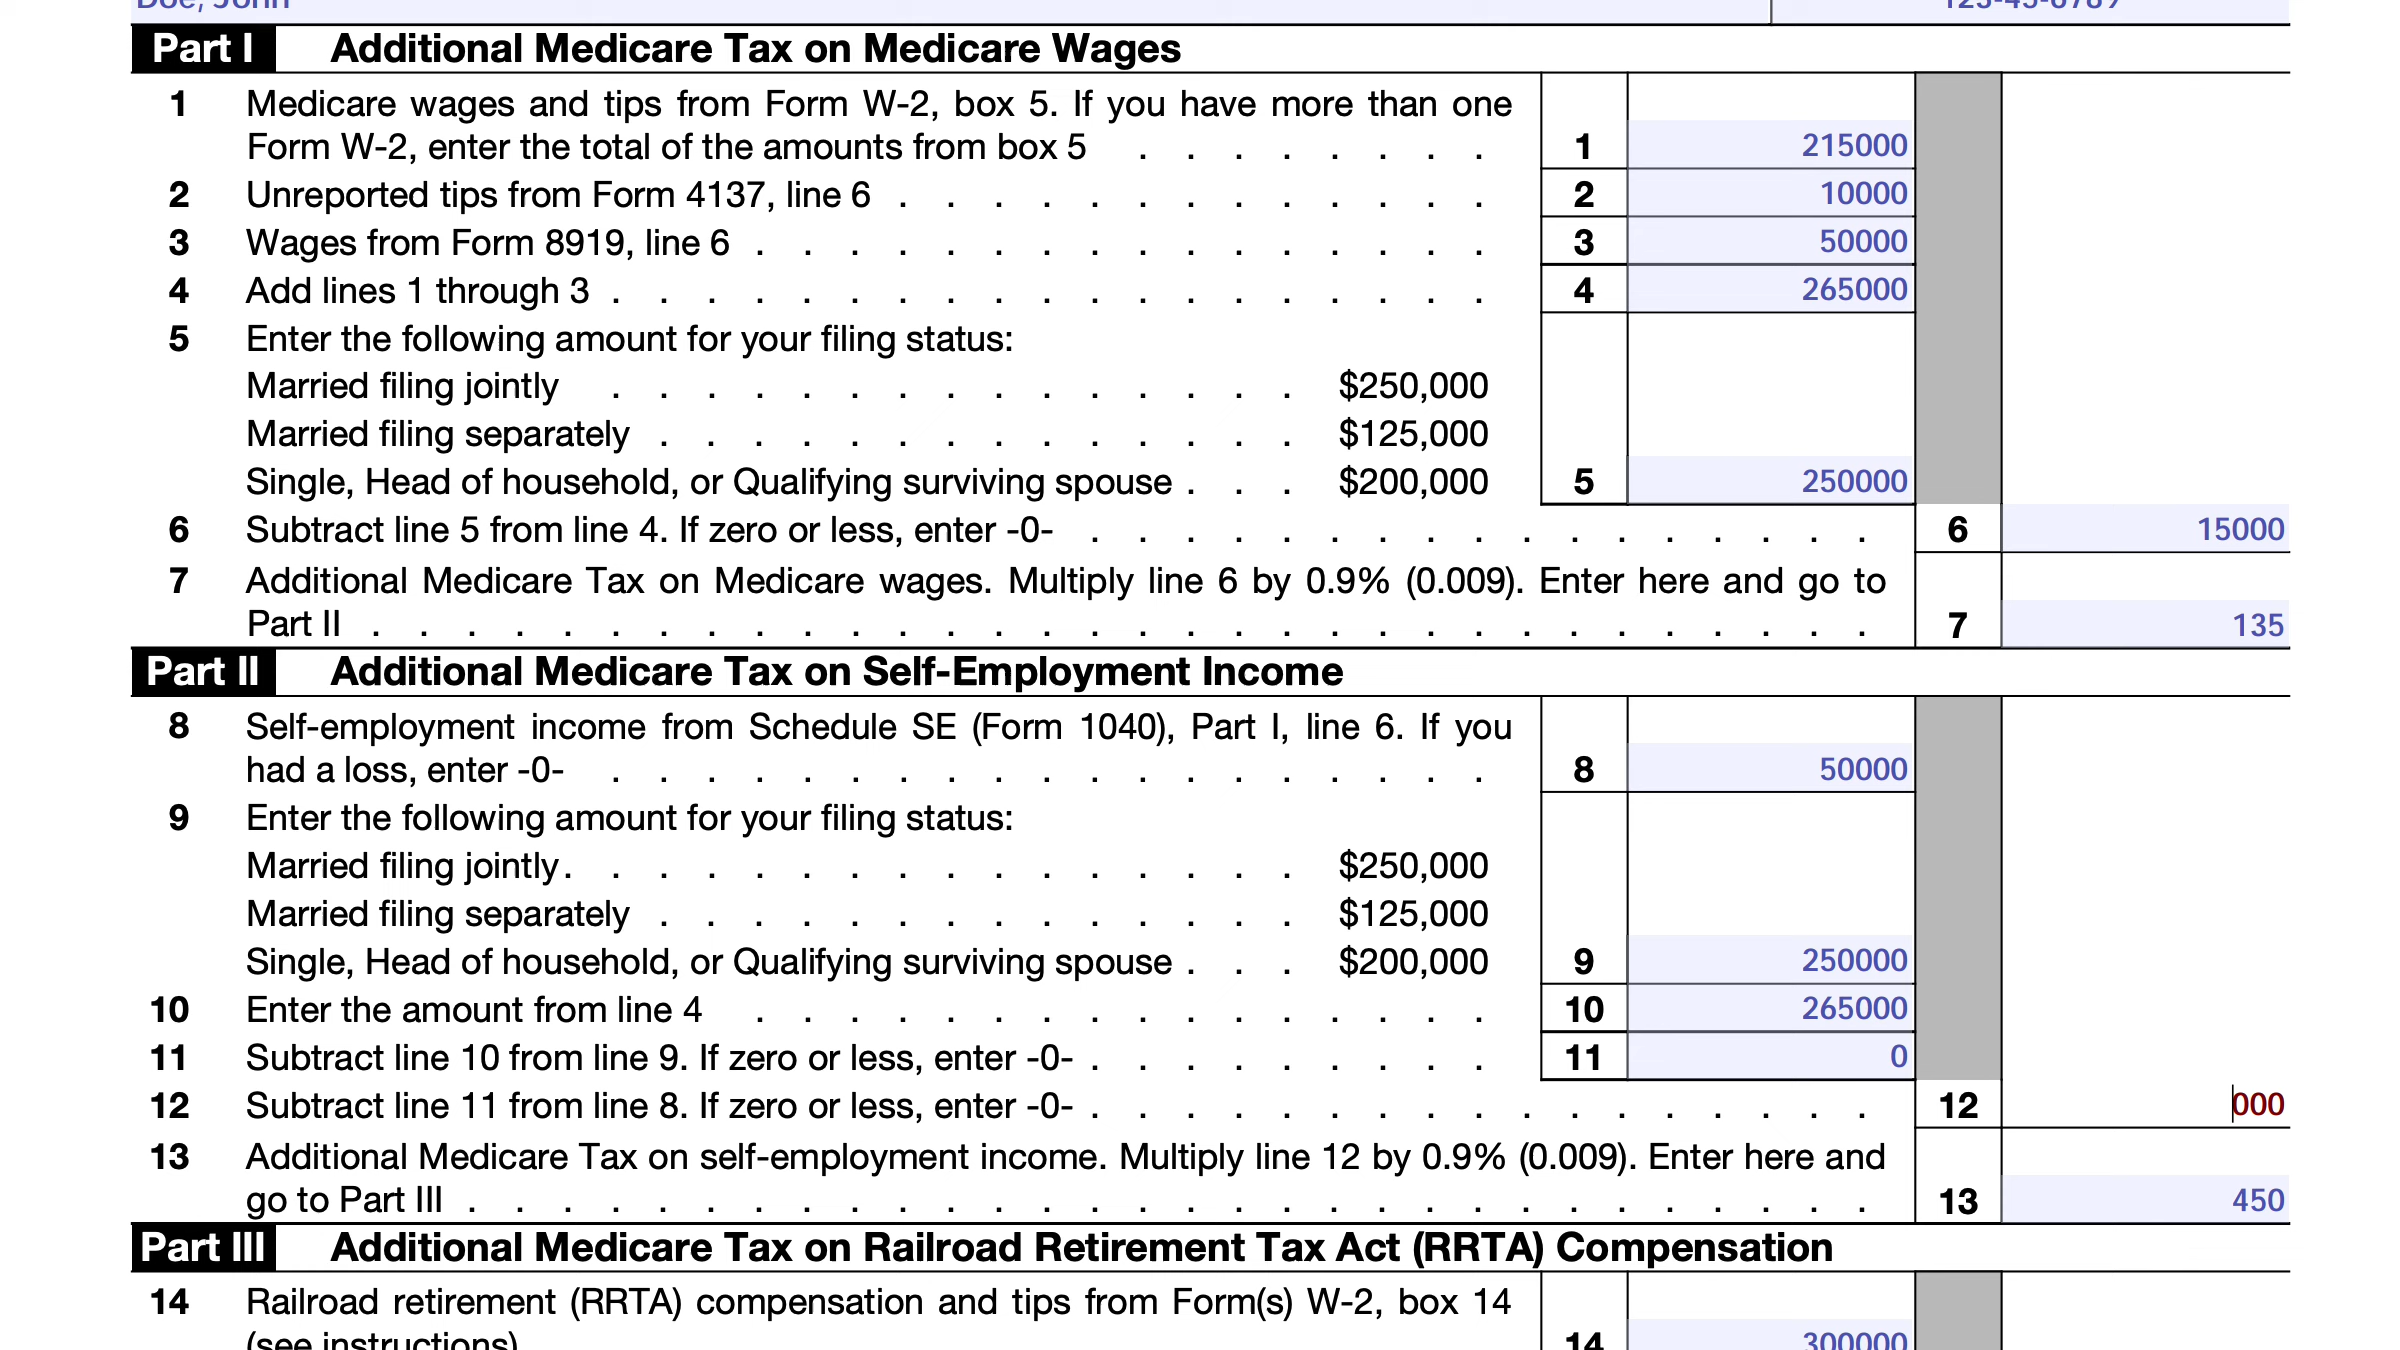 Doe, John 123-45-6789
Part I Additional Medicare Tax on Medicare Wages
1 Medicare wages and tips from Form W-2, box 5. If you have more than one
Form W-2, enter the total of the amounts from box 5 . . . . . . . . 1 215000
2 Unreported tips from Form 4137, line 6 . . . . . . . . . . . . . 2 10000
3 Wages from Form 8919, line 6 . . . . . . . . . . . . . . . . 3 50000
4 Add lines 1 through 3 . . . . . . . . . . . . . . . . . . . 4 265000
5 Enter the following amount for your filing status:
Married filing jointly . . . . . . . . . . . . . . . $250,000
Married filing separately . . . . . . . . . . . . . . $125,000
Single, Head of household, or Qualifying surviving spouse . . . $200,000 5 250000
6 Subtract line 5 from line 4. If zero or less, enter -0- . . . . . . . . . . . . . . . . . 6 15000
7 Additional Medicare Tax on Medicare wages. Multiply line 6 by 0.9% (0.009). Enter here and go to
Part II . . . . . . . . . . . . . . . . . . . . . . . . . . . . . . . . 7 135
Part II Additional Medicare Tax on Self-Employment Income
8 Self-employment income from Schedule SE (Form 1040), Part I, line 6. If you
had a loss, enter -0- . . . . . . . . . . . . . . . . . . . 8 50000
9 Enter the following amount for your filing status:
Married filing jointly . . . . . . . . . . . . . . . . $250,000
Married filing separately . . . . . . . . . . . . . . $125,000
Single, Head of household, or Qualifying surviving spouse . . . $200,000 9 250000
10 Enter the amount from line 4 . . . . . . . . . . . . . . . . 10 265000
11 Subtract line 10 from line 9. If zero or less, enter -0- . . . . . . . . . 11 0
12 Subtract line 11 from line 8. If zero or less, enter -0- . . . . . . . . . . . . . . . . . 12 000
13 Additional Medicare Tax on self-employment income. Multiply line 12 by 0.9% (0.009). Enter here and
go to Part III . . . . . . . . . . . . . . . . . . . . . . . . . . . . . . 13 450
Part III Additional Medicare Tax on Railroad Retirement Tax Act (RRTA) Compensation
14 Railroad retirement (RRTA) compensation and tips from Form(s) W-2, box 14
(see instructions) 14 300000